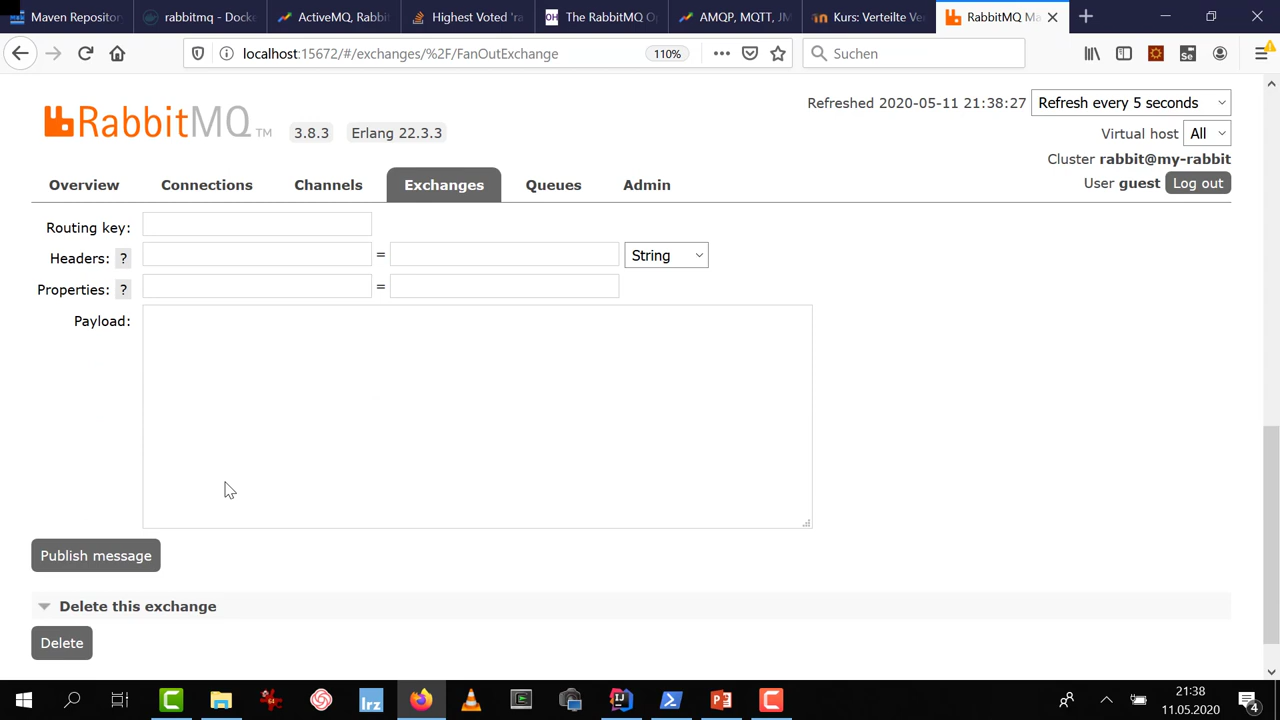 Maven Repositor
rabbitmq - Dock
ActiveMQ, Rabbi
Highest Voted 'ra
OH
The RabbitMQ O
AMQP, MQTT, JM
Kurs: Verteilte Ve
RabbitMQ Ma
localhost:15672/#/exchanges/%2F/FanOutExchange
110%
Suchen
RabbitMQ TM
3.8.3
Erlang 22.3.3
Refreshed 2020-05-11 21:38:27
Refresh every 5 seconds
Virtual host All
Cluster rabbit@my-rabbit
User guest Log out
Overview
Connections
Channels
Exchanges
Queues
Admin
Routing key:
Headers: ? = String
Properties: ? =
Payload:
Publish message
Delete this exchange
Delete
lrz
21:38
11.05.2020
4